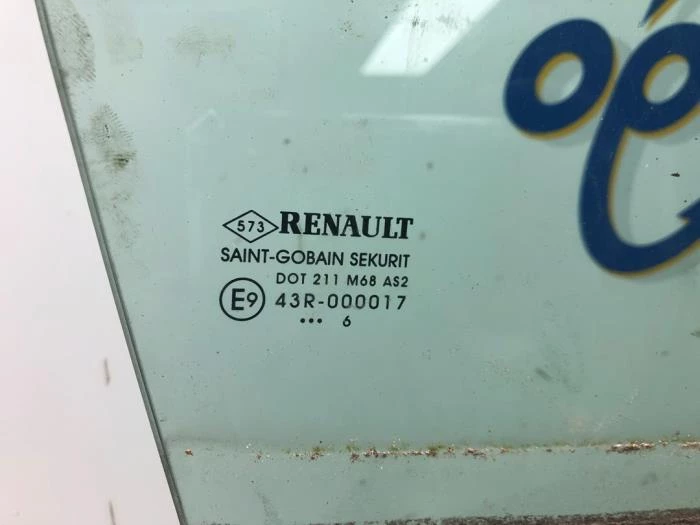 573 RENAULT
SAINT-GOBAIN SEKURIT
DOT 211 M68 AS2
E9 43R-000017
••• 6